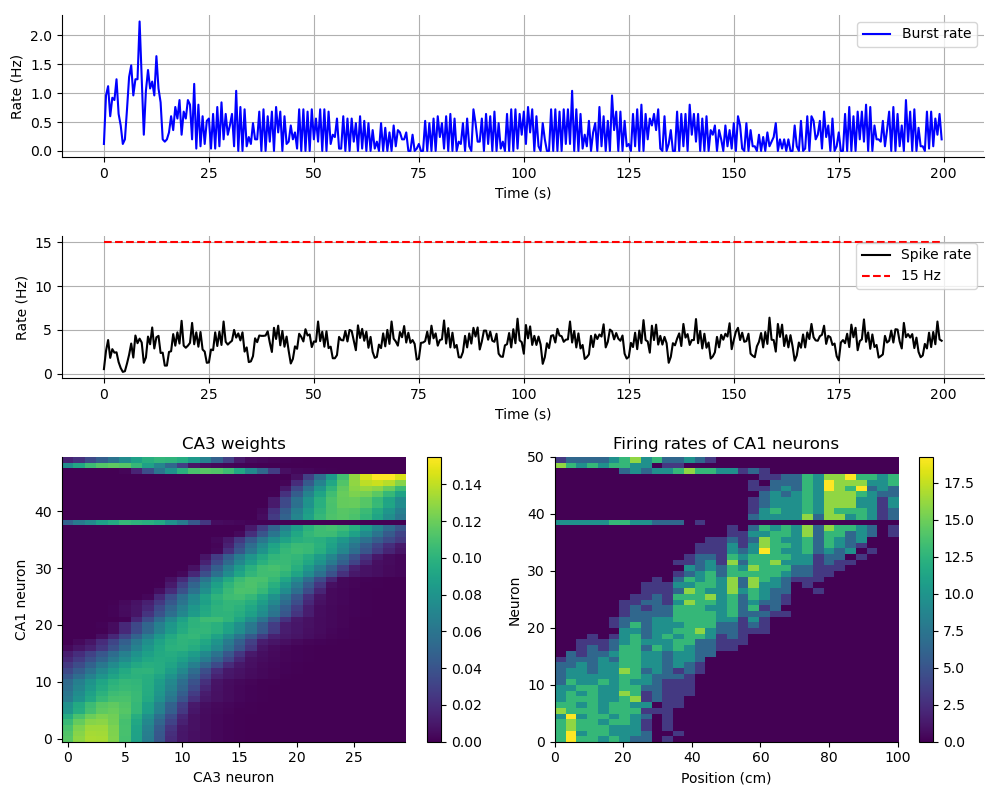 Rate (Hz)
2.0
1.5
1.0
0.5
0.0
Burst rate
0 25 50 75 100 125 150 175 200
Time (s)
Rate (Hz)
15
10
5
0
Spike rate
15 Hz
0 25 50 75 100 125 150 175 200
Time (s)
CA3 weights
CA1 neuron
40
30
20
10
0
0 5 10 15 20 25
CA3 neuron
0.14
0.12
0.10
0.08
0.06
0.04
0.02
0.00
Firing rates of CA1 neurons
Neuron
50
40
30
20
10
0
0 20 40 60 80 100
Position (cm)
17.5
15.0
12.5
10.0
7.5
5.0
2.5
0.0